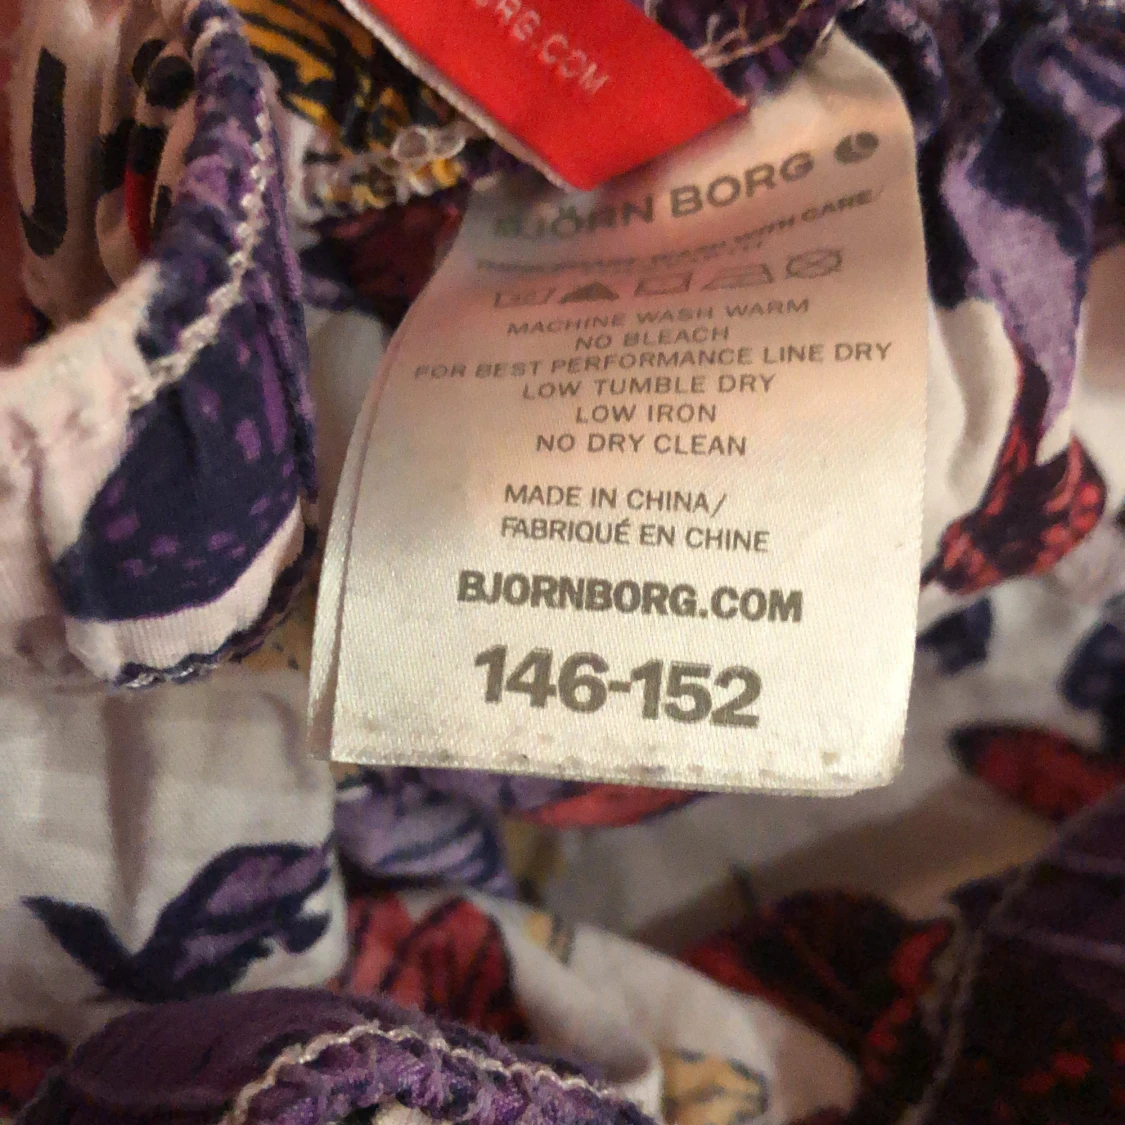 ORG.COM
BJÖRN BORG
MACHINE WASH WARM
NO BLEACH
FOR BEST PERFORMANCE LINE DRY
LOW TUMBLE DRY
LOW IRON
NO DRY CLEAN
MADE IN CHINA/
FABRIQUÉ EN CHINE
BJORNBORG.COM
146-152